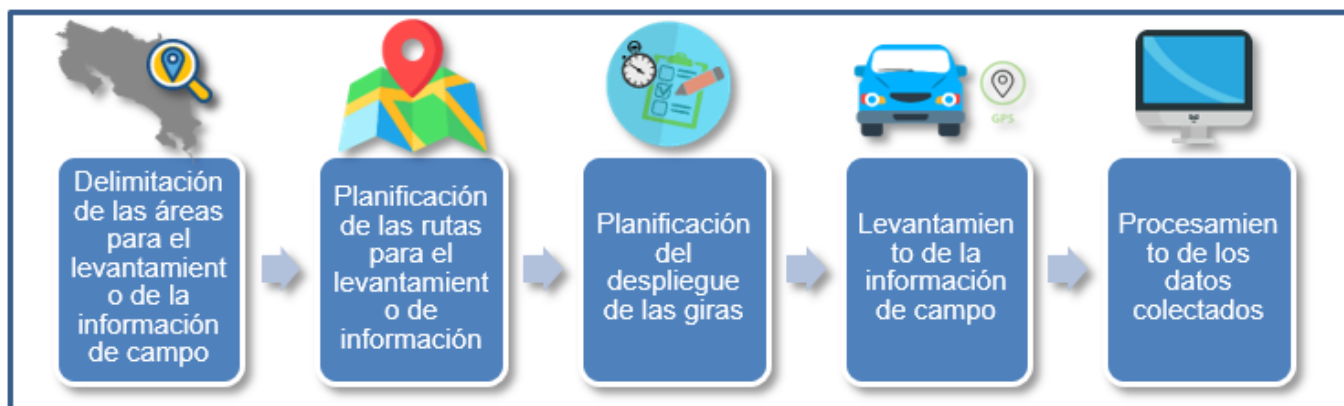 GPS
Delimitación
de las áreas
para el
levantamient
o de la
información
de campo
Planificación
de las rutas
para el
levantamient
o de
información
Planificación
del
despliegue
de las giras
Levantamien
to de la
información
de campo
Procesamien
to de los
datos
colectados